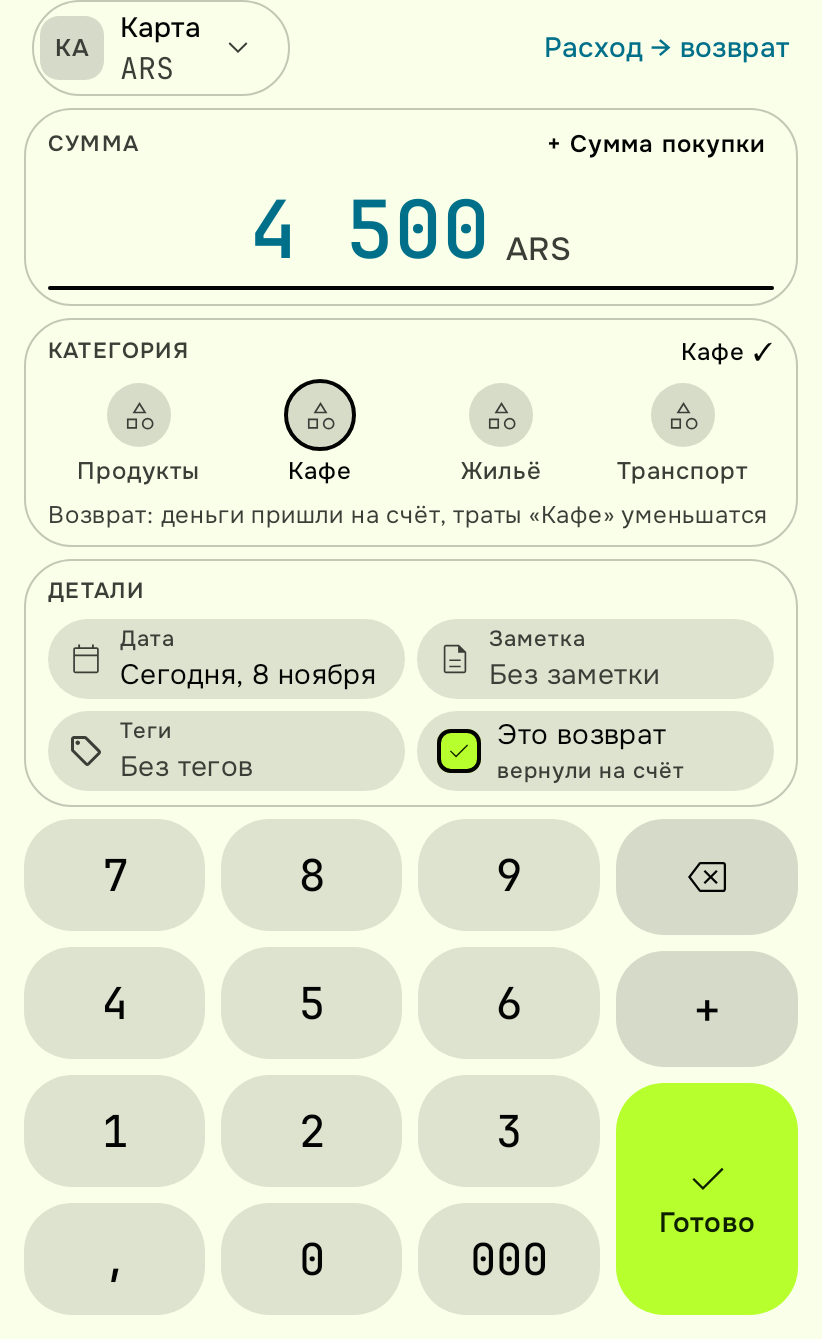 КА
Карта
ARS
Расход → возврат
СУММА
+ Сумма покупки
4 500 ARS
КАТЕГОРИЯ
Кафе ✓
Продукты
Кафе
Жильё
Транспорт
Возврат: деньги пришли на счёт, траты «Кафе» уменьшатся
ДЕТАЛИ
Дата
Сегодня, 8 ноября
Заметка
Без заметки
Теги
Без тегов
Это возврат
вернули на счёт
7 8 9
4 5 6 +
1 2 3
Готово
, 0 000